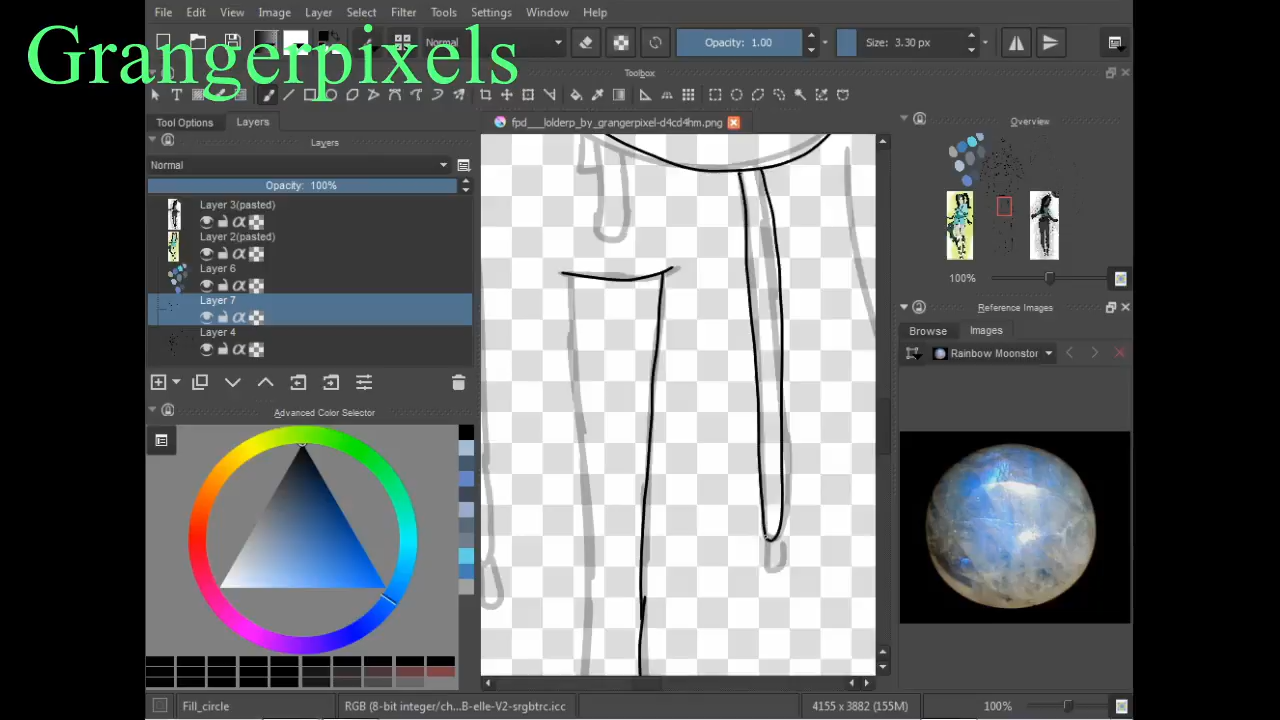 File Edit View Image Layer Select Filter Tools Settings Window Help
Grangerpixels
Normal Opacity: 1.00 Size: 3.30 px
Toolbox
Tool Options Layers
fpd___lolderp_by_grangerpixel-d4cd4hm.png
Layers
Normal
Opacity: 100%
Layer 3(pasted)
Layer 2(pasted)
Layer 6
Layer 7
Layer 4
Advanced Color Selector
Overview
100%
Reference Images
Browse Images
Rainbow Moonstor
Fill_circle RGB (8-bit integer/ch...B-elle-V2-srgbtrc.icc 4155 x 3882 (155M) 100%